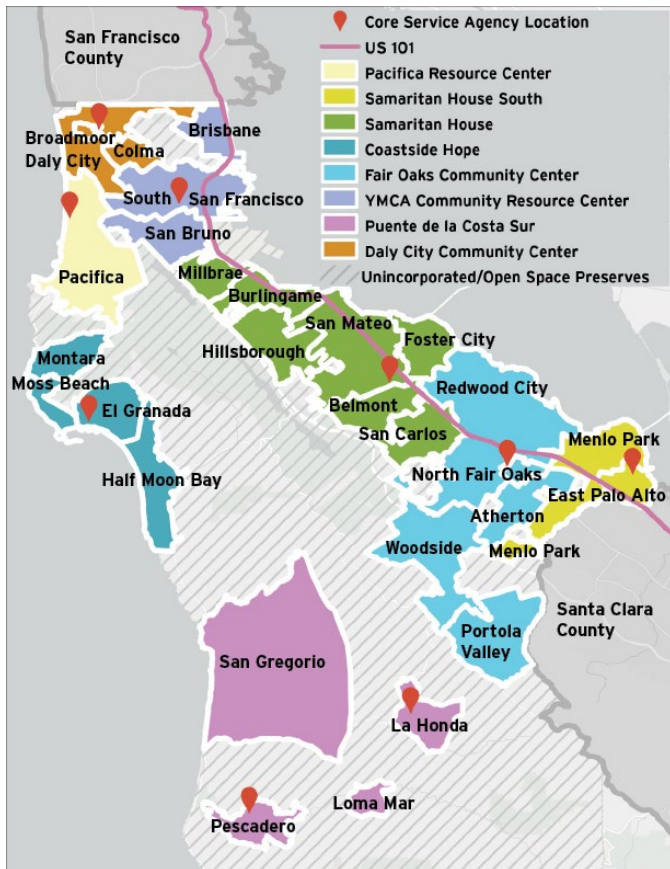 San Francisco
County
Core Service Agency Location
US 101
Pacifica Resource Center
Samaritan House South
Samaritan House
Coastside Hope
Fair Oaks Community Center
YMCA Community Resource Center
Puente de la Costa Sur
Daly City Community Center
Unincorporated/Open Space Preserves
Broadmoor
Daly City
Colma
Brisbane
South San Francisco
San Bruno
Pacifica
Millbrae
Burlingame
San Mateo
Foster City
Hillsborough
Montara
Moss Beach
El Granada
Belmont
Redwood City
San Carlos
Menlo Park
Half Moon Bay
North Fair Oaks
East Palo Alto
Atherton
Woodside
Menlo Park
Santa Clara
County
Portola
Valley
San Gregorio
La Honda
Loma Mar
Pescadero